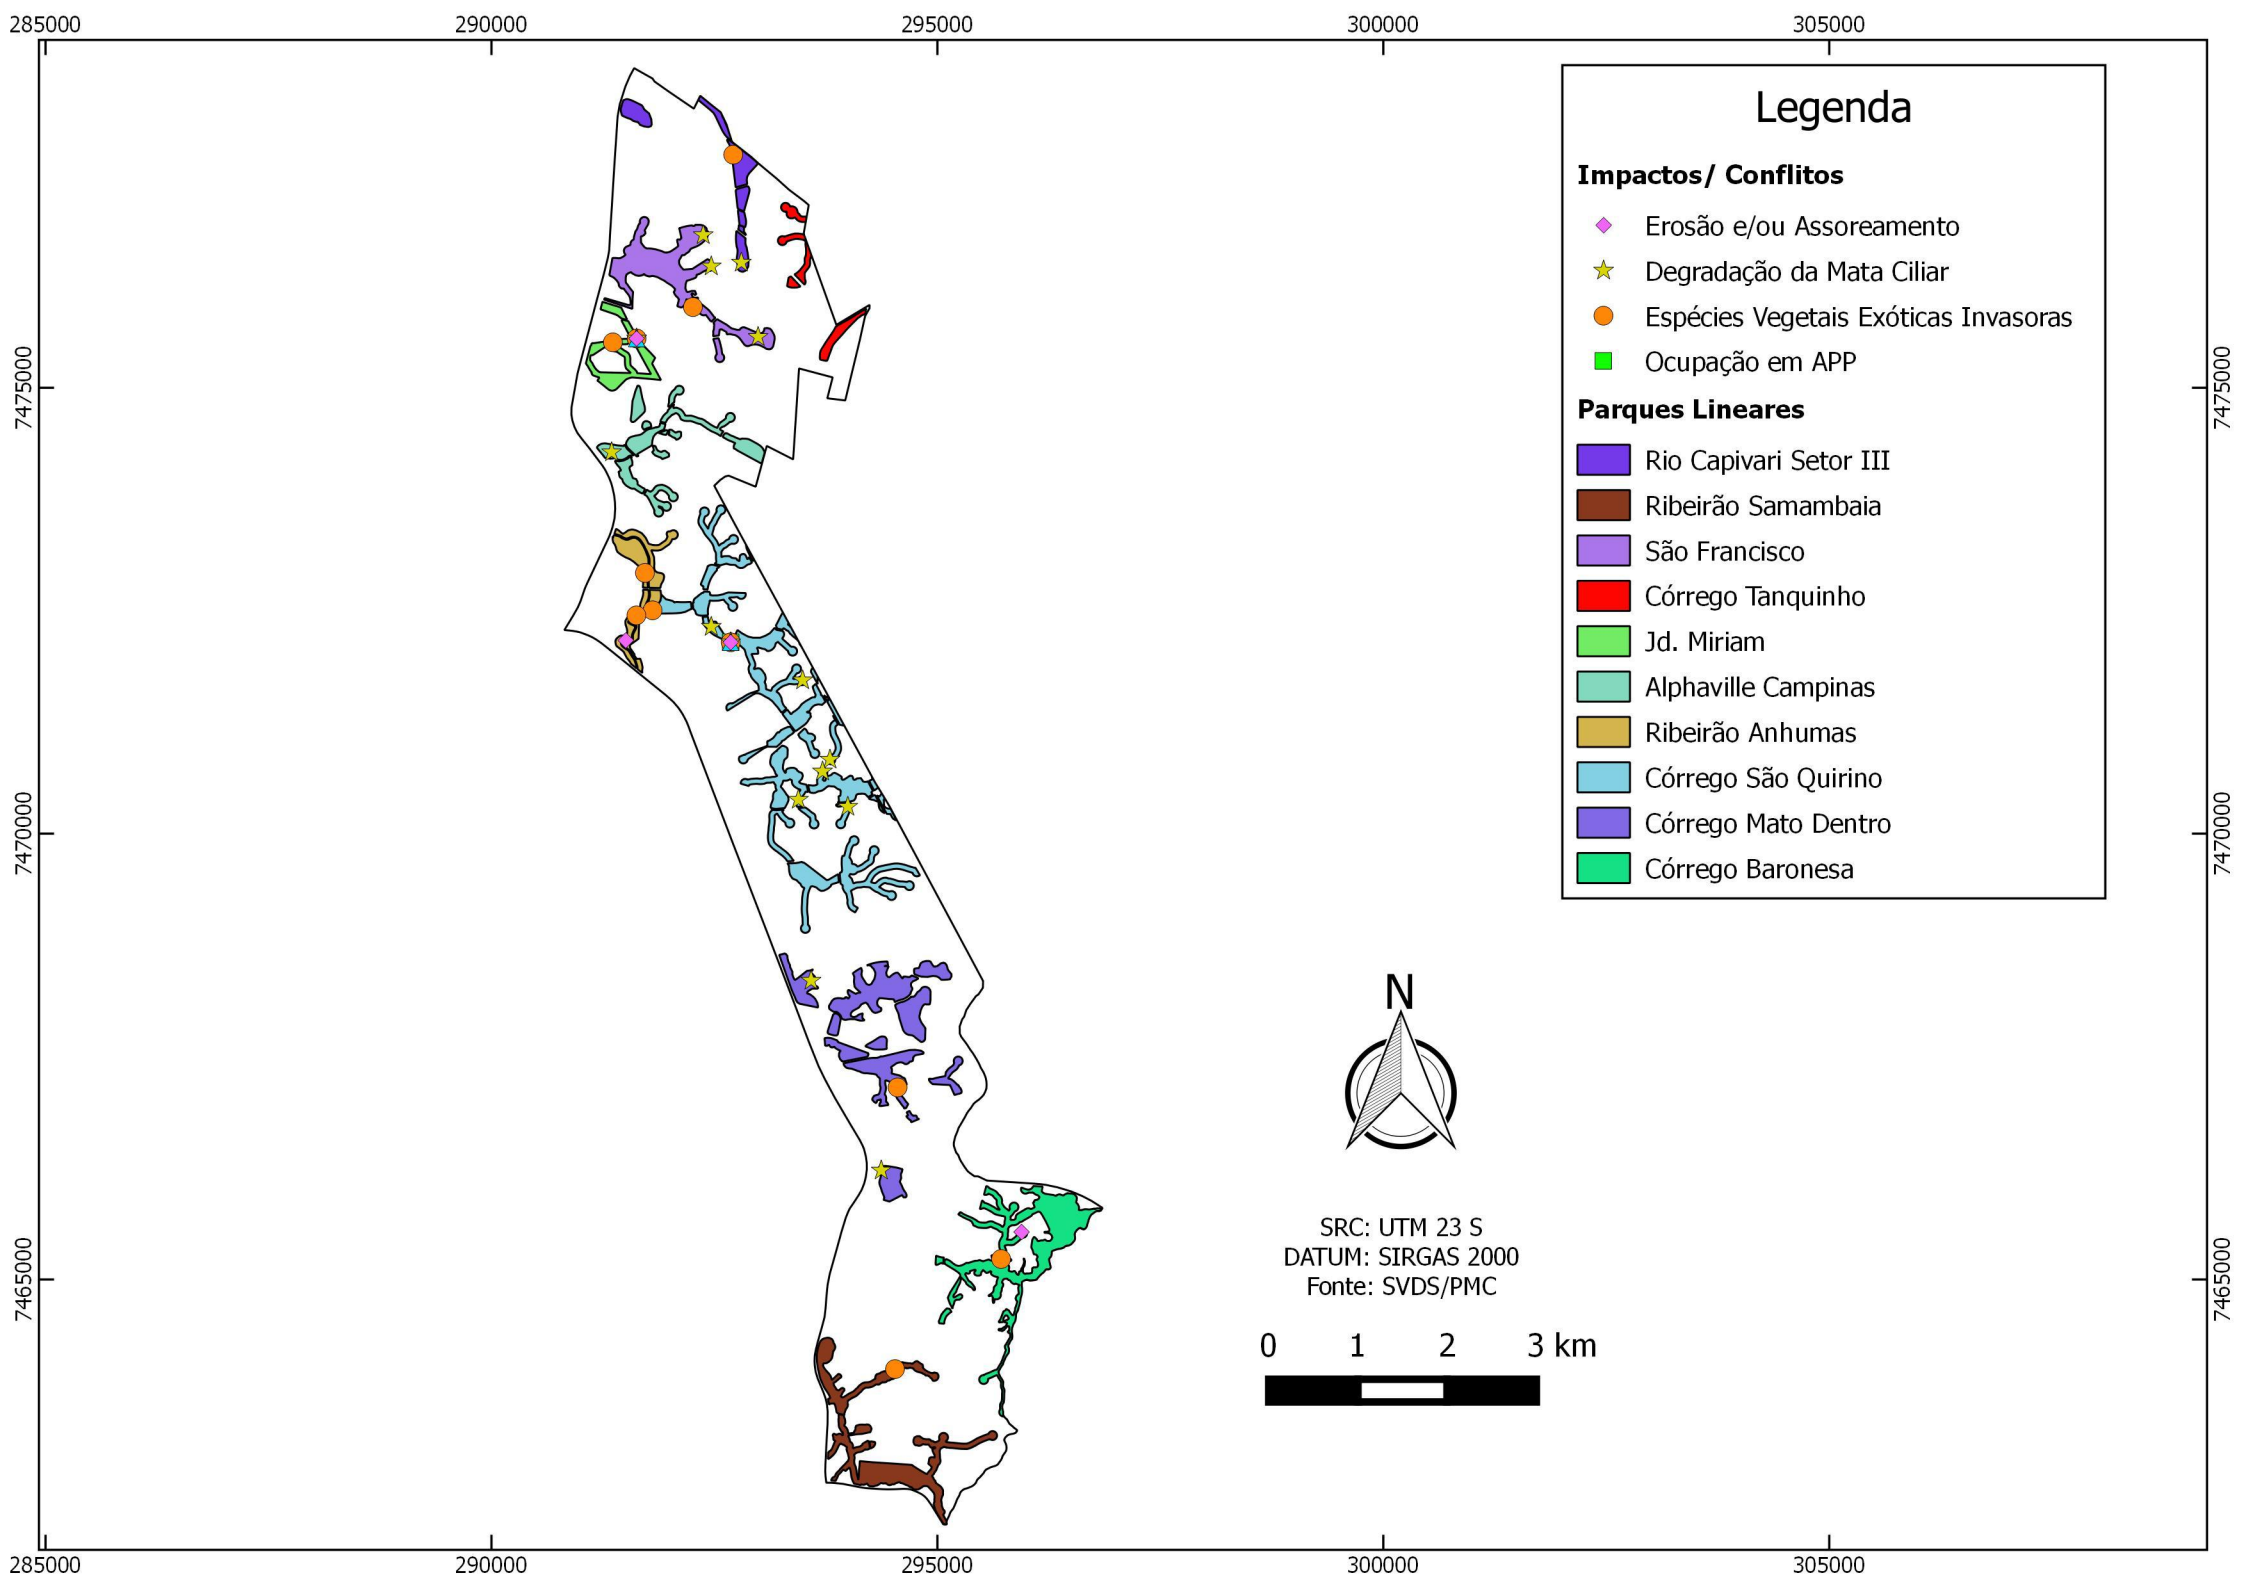 285000 290000 295000 300000 305000
Legenda
Impactos/ Conflitos
Erosão e/ou Assoreamento
Degradação da Mata Ciliar
Espécies Vegetais Exóticas Invasoras
Ocupação em APP
Parques Lineares
Rio Capivari Setor III
Ribeirão Samambaia
São Francisco
Córrego Tanquinho
Jd. Miriam
Alphaville Campinas
Ribeirão Anhumas
Córrego São Quirino
Córrego Mato Dentro
Córrego Baronesa
7475000 7475000
7470000 7470000
7465000 7465000
N
SRC: UTM 23 S
DATUM: SIRGAS 2000
Fonte: SVDS/PMC
0 1 2 3 km
285000 290000 295000 300000 305000